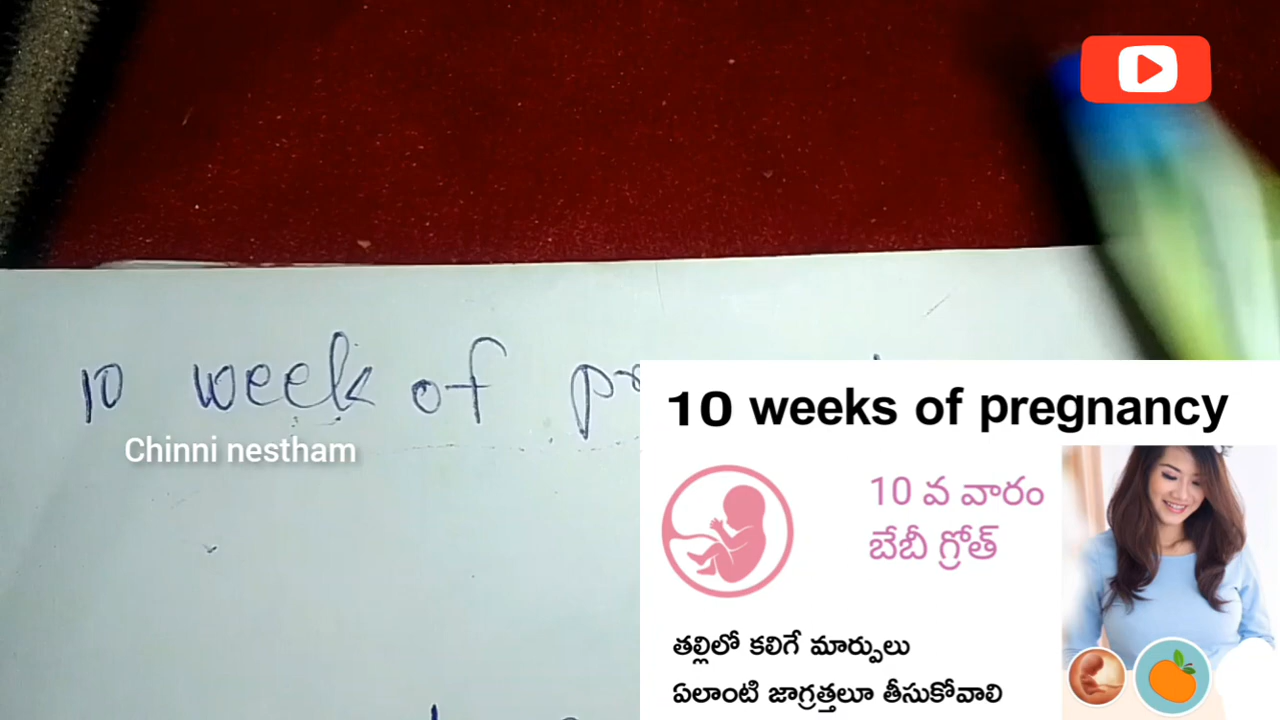 10 week of
Chinni nestham
10 weeks of pregnancy
10 వ వారం
బేబీ గ్రోత్
తల్లిలో కలిగే మార్పులు
ఏలాంటి జాగ్రత్తలూ తీసుకోవాలి